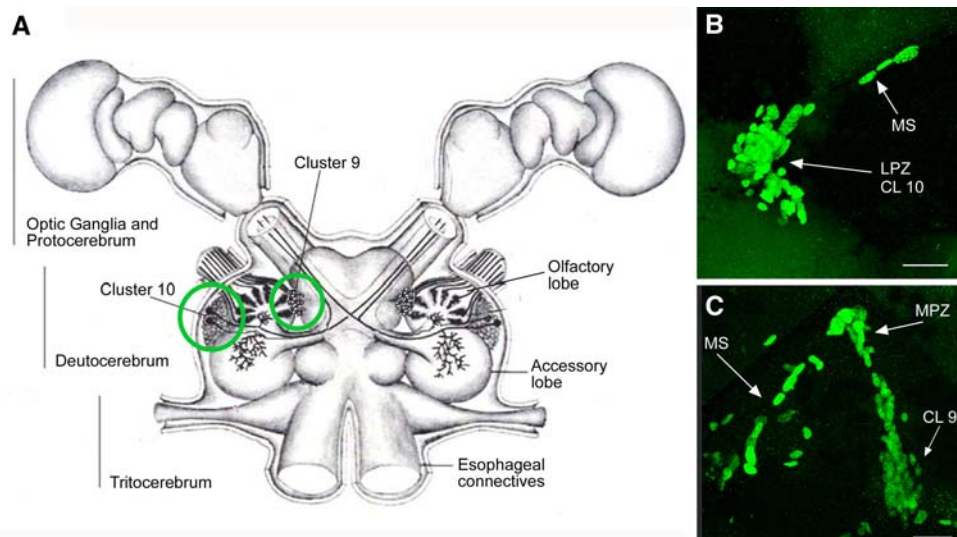 A
Cluster 9
Optic Ganglia and
Protocerebrum
Cluster 10
Olfactory
lobe
Deutocerebrum
Accessory
lobe
Tritocerebrum
Esophageal
connectives
B
MS
LPZ
CL 10
C
MPZ
MS
CL 9